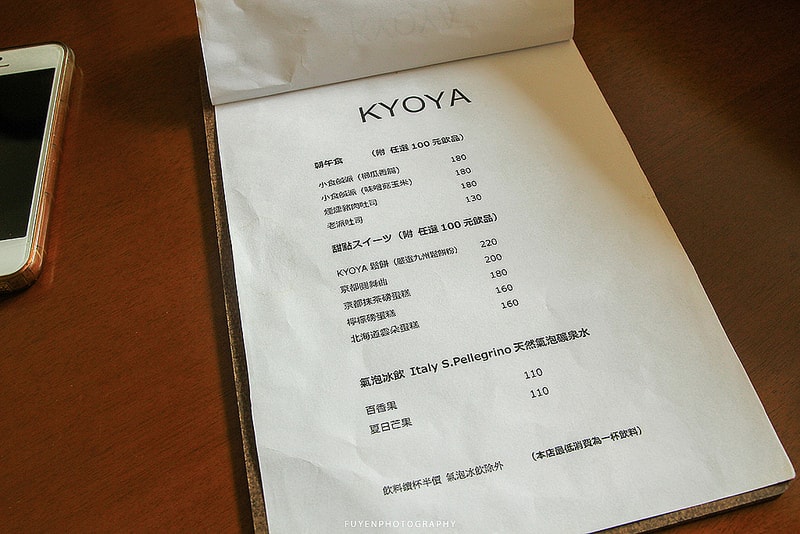 KYOYA
朝午食 （附 任選 100 元飲品）
小食鹹派（櫛瓜香腸） 180
小食鹹派（味噌菇玉米） 180
煙燻豬肉吐司 180
老派吐司 130
甜點スイーツ（附 任選 100 元飲品）
KYOYA 鬆餅（嚴選九州鬆餅粉） 220
京都圓舞曲 200
京都抹茶磅蛋糕 180
檸檬磅蛋糕 160
北海道雲朵蛋糕 160
氣泡冰飲 Italy S.Pellegrino 天然氣泡礦泉水
百香果 110
夏日芒果 110
飲料續杯半價 氣泡冰飲除外 （本店最低消費為一杯飲料）
FUYENPHOTOGRAPHY